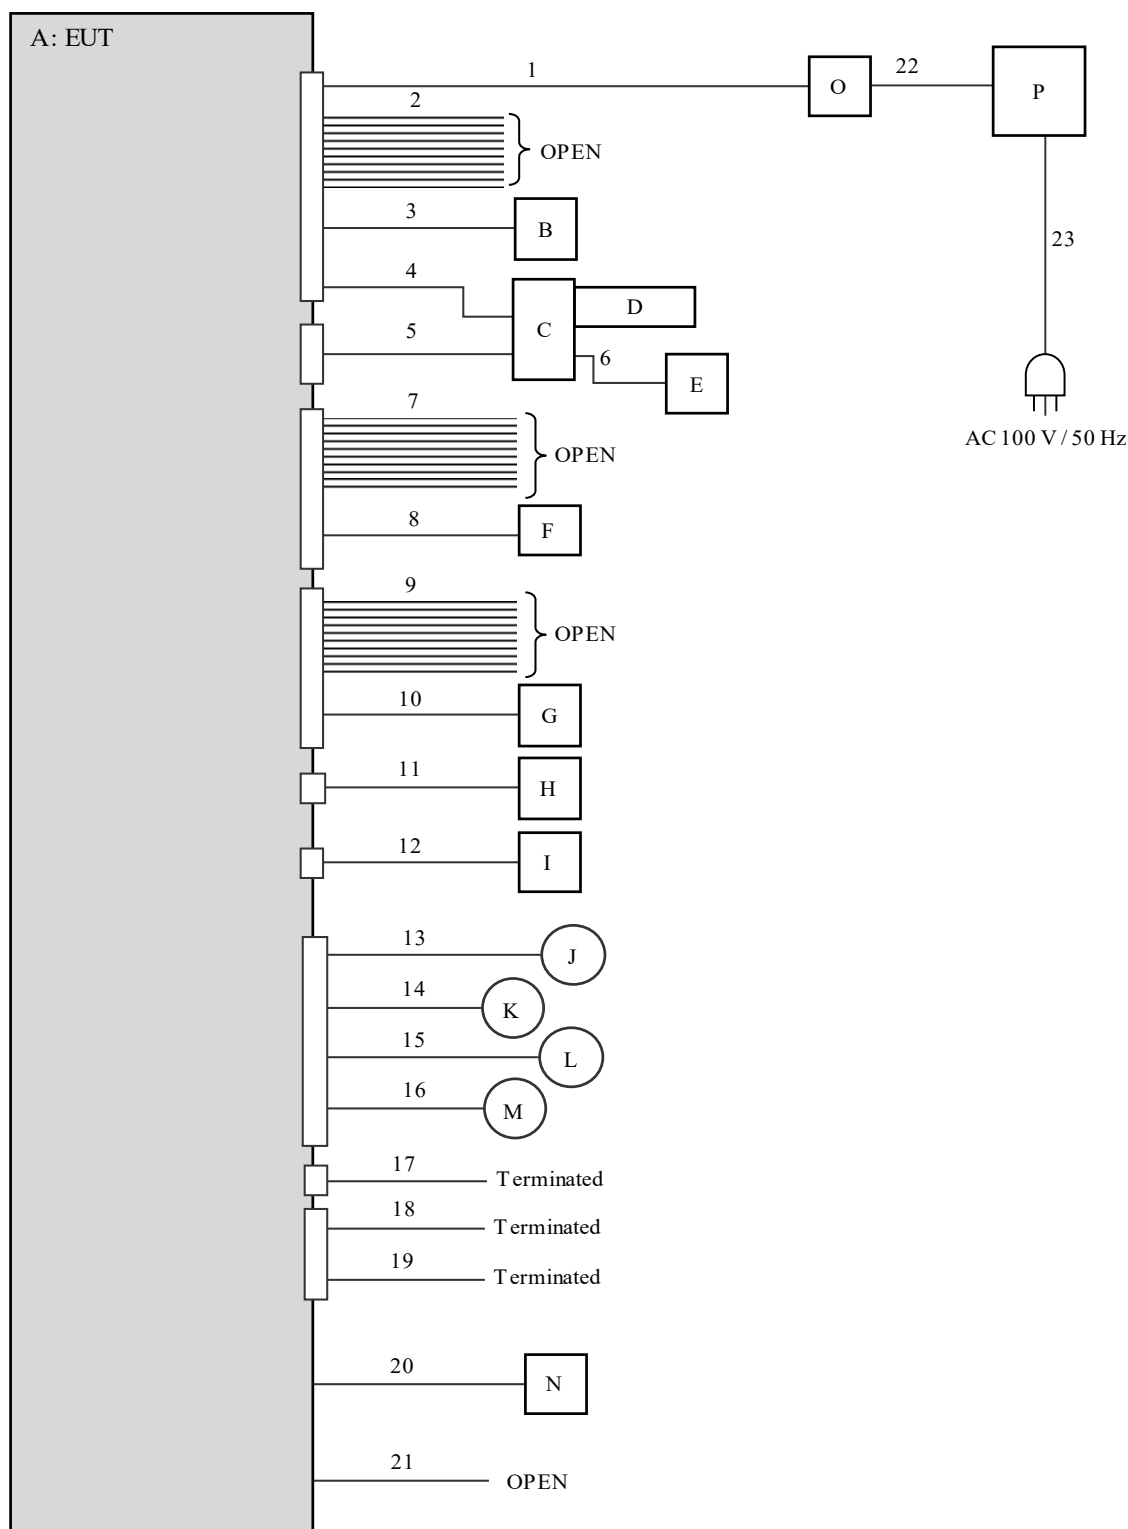 A: EUT
1
O
22
P
2
OPEN
3
B
23
4
C
D
5
6
E
AC 100 V / 50 Hz
7
OPEN
8
F
9
OPEN
10
G
11
H
12
I
13
J
14
K
15
L
16
M
17
Terminated
18
Terminated
19
Terminated
20
N
21
OPEN